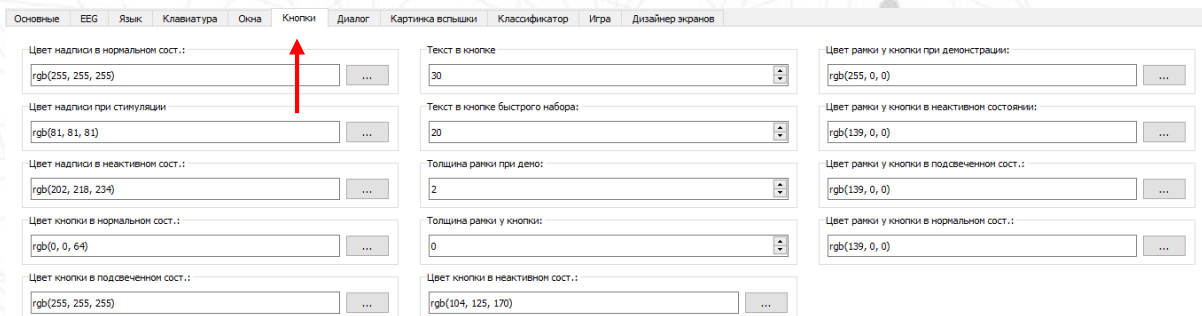 Основные EEG Язык Клавиатура Окна Кнопки Диалог Картинка вспышки Классификатор Игра Дизайнер экранов
Цвет надписи в нормальном сост.: Текст в кнопке Цвет рамки у кнопки при демонстрации:
rgb(255, 255, 255) ... 30 rgb(255, 0, 0) ...
Цвет надписи при стимуляции Текст в кнопке быстрого набора: Цвет рамки у кнопки в неактивном состоянии:
rgb(81, 81, 81) ... 20 rgb(139, 0, 0) ...
Цвет надписи в неактивном сост.: Толщина рамки при демо: Цвет рамки у кнопки в подсвеченном сост.:
rgb(202, 218, 234) ... 2 rgb(139, 0, 0) ...
Цвет кнопки в нормальном сост.: Толщина рамки у кнопки: Цвет рамки у кнопки в нормальном сост.:
rgb(0, 0, 64) ... 0 rgb(139, 0, 0) ...
Цвет кнопки в подсвеченном сост.: Цвет кнопки в неактивном сост.:
rgb(255, 255, 255) ... rgb(104, 125, 170) ...